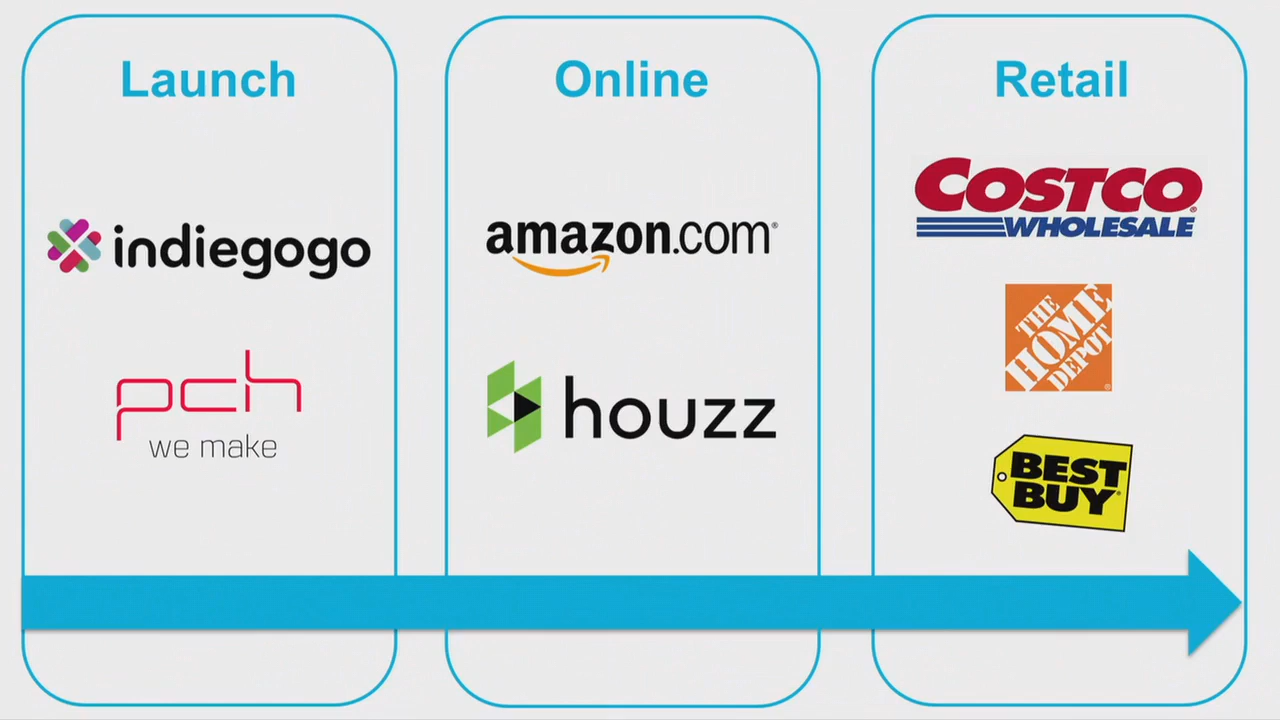 Launch
indiegogo
pch
we make
Online
amazon.com®
houzz
Retail
COSTCO®
WHOLESALE
THE
HOME
DEPOT®
BEST
BUY®